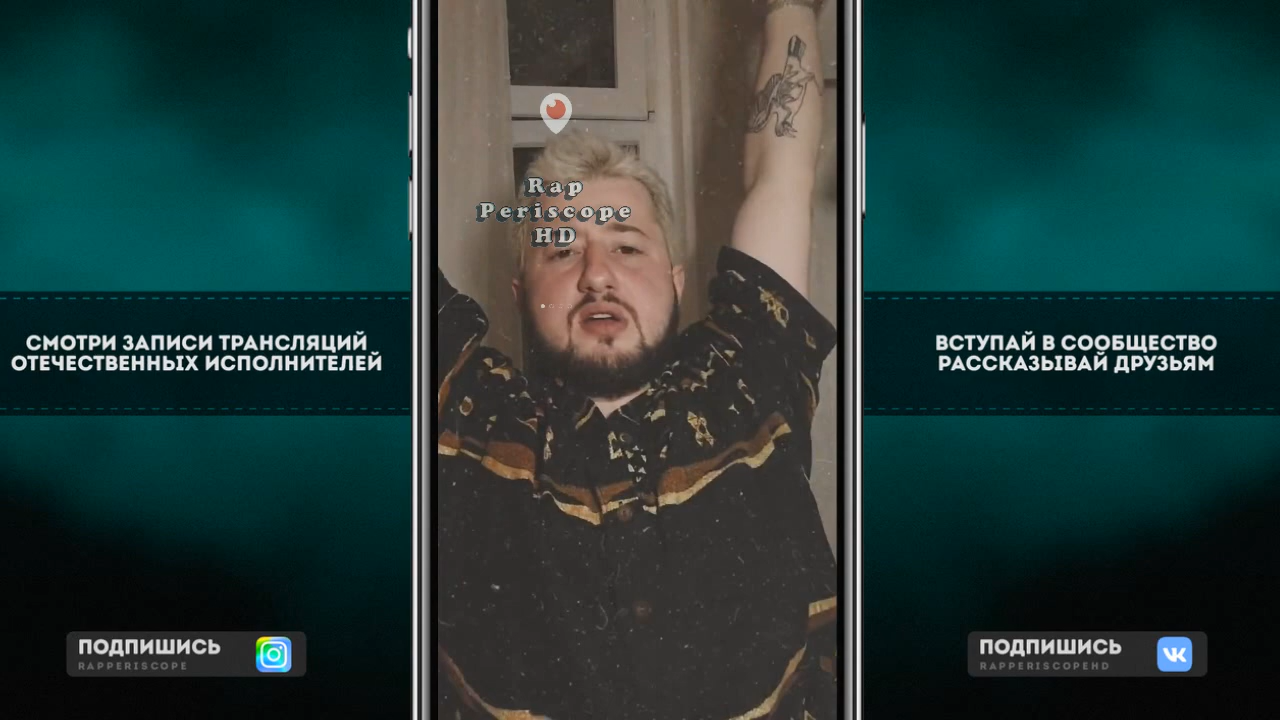 Rap
Periscope
HD
СМОТРИ ЗАПИСИ ТРАНСЛЯЦИЙ
ОТЕЧЕСТВЕННЫХ ИСПОЛНИТЕЛЕЙ
ВСТУПАЙ В СООБЩЕСТВО
РАССКАЗЫВАЙ ДРУЗЬЯМ
ПОДПИШИСЬ
RAPPERISCOPE
ПОДПИШИСЬ
RAPPERISCOPEHD